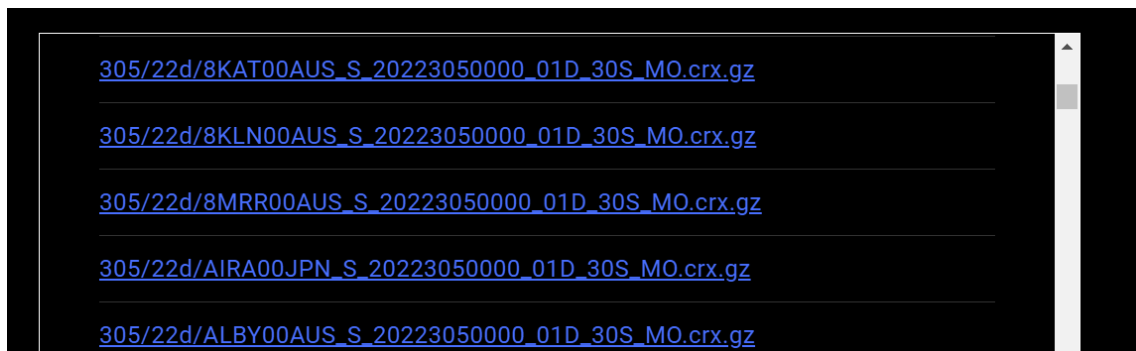 305/22d/8KAT00AUS_S_20223050000_01D_30S_MO.crx.gz
305/22d/8KLN00AUS_S_20223050000_01D_30S_MO.crx.gz
305/22d/8MRR00AUS_S_20223050000_01D_30S_MO.crx.gz
305/22d/AIRA00JPN_S_20223050000_01D_30S_MO.crx.gz
305/22d/ALBY00AUS_S_20223050000_01D_30S_MO.crx.gz